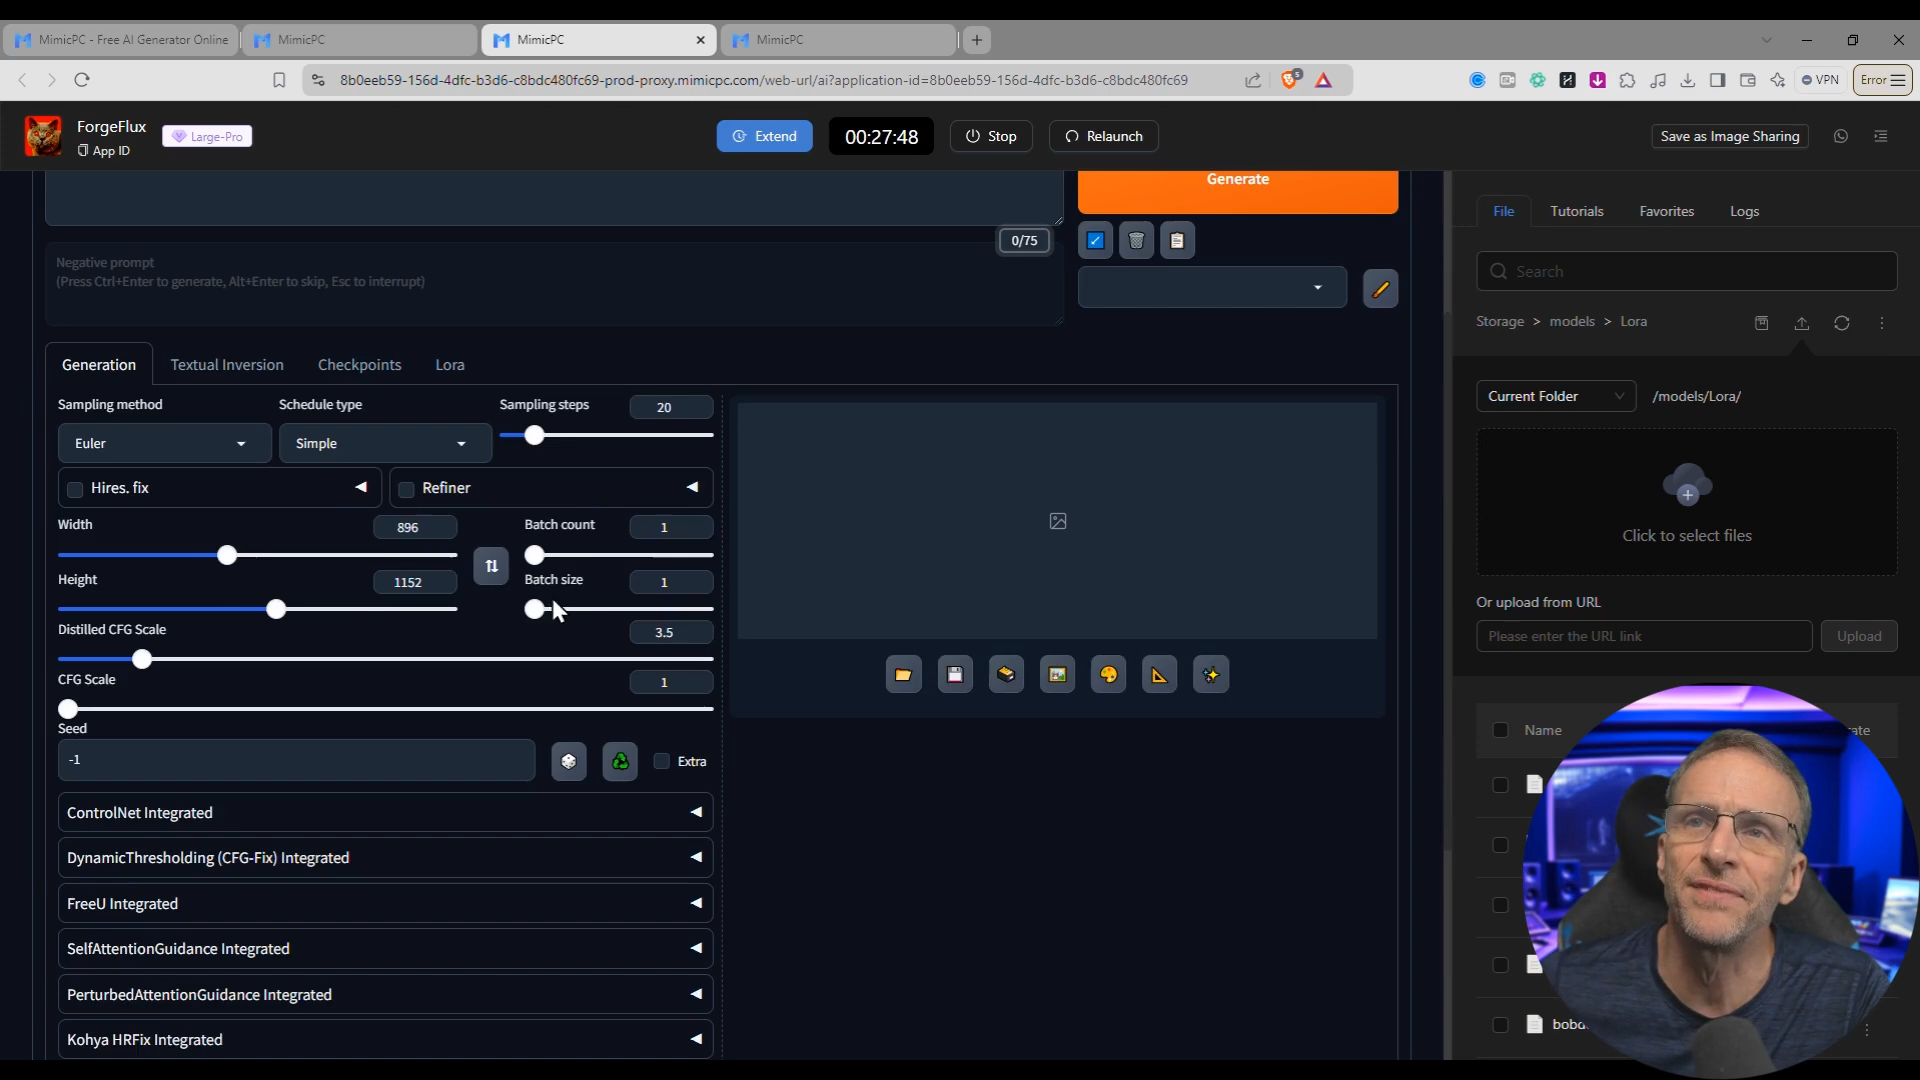 MimicPC - Free AI Generator Online
MimicPC
MimicPC
MimicPC
8b0eeb59-156d-4dfc-b3d6-c8bdc480fc69-prod-proxy.mimicpc.com/web-url/ai?application-id=8b0eeb59-156d-4dfc-b3d6-c8bdc480fc69
5
VPN
Error
ForgeFlux
App ID
Large-Pro
Extend
00:27:48
Stop
Relaunch
Save as Image Sharing
Generate
0/75
Negative prompt
(Press Ctrl+Enter to generate, Alt+Enter to skip, Esc to interrupt)
Generation
Textual Inversion
Checkpoints
Lora
Sampling method
Schedule type
Sampling steps
20
Euler
Simple
Hires. fix
Refiner
Width
896
Batch count
1
Height
1152
Batch size
1
Distilled CFG Scale
3.5
CFG Scale
1
Seed
-1
Extra
ControlNet Integrated
DynamicThresholding (CFG-Fix) Integrated
FreeU Integrated
SelfAttentionGuidance Integrated
PerturbedAttentionGuidance Integrated
Kohya HRFix Integrated
File
Tutorials
Favorites
Logs
Search
Storage > models > Lora
Current Folder
/models/Lora/
Click to select files
Or upload from URL
Please enter the URL link
Upload
Name